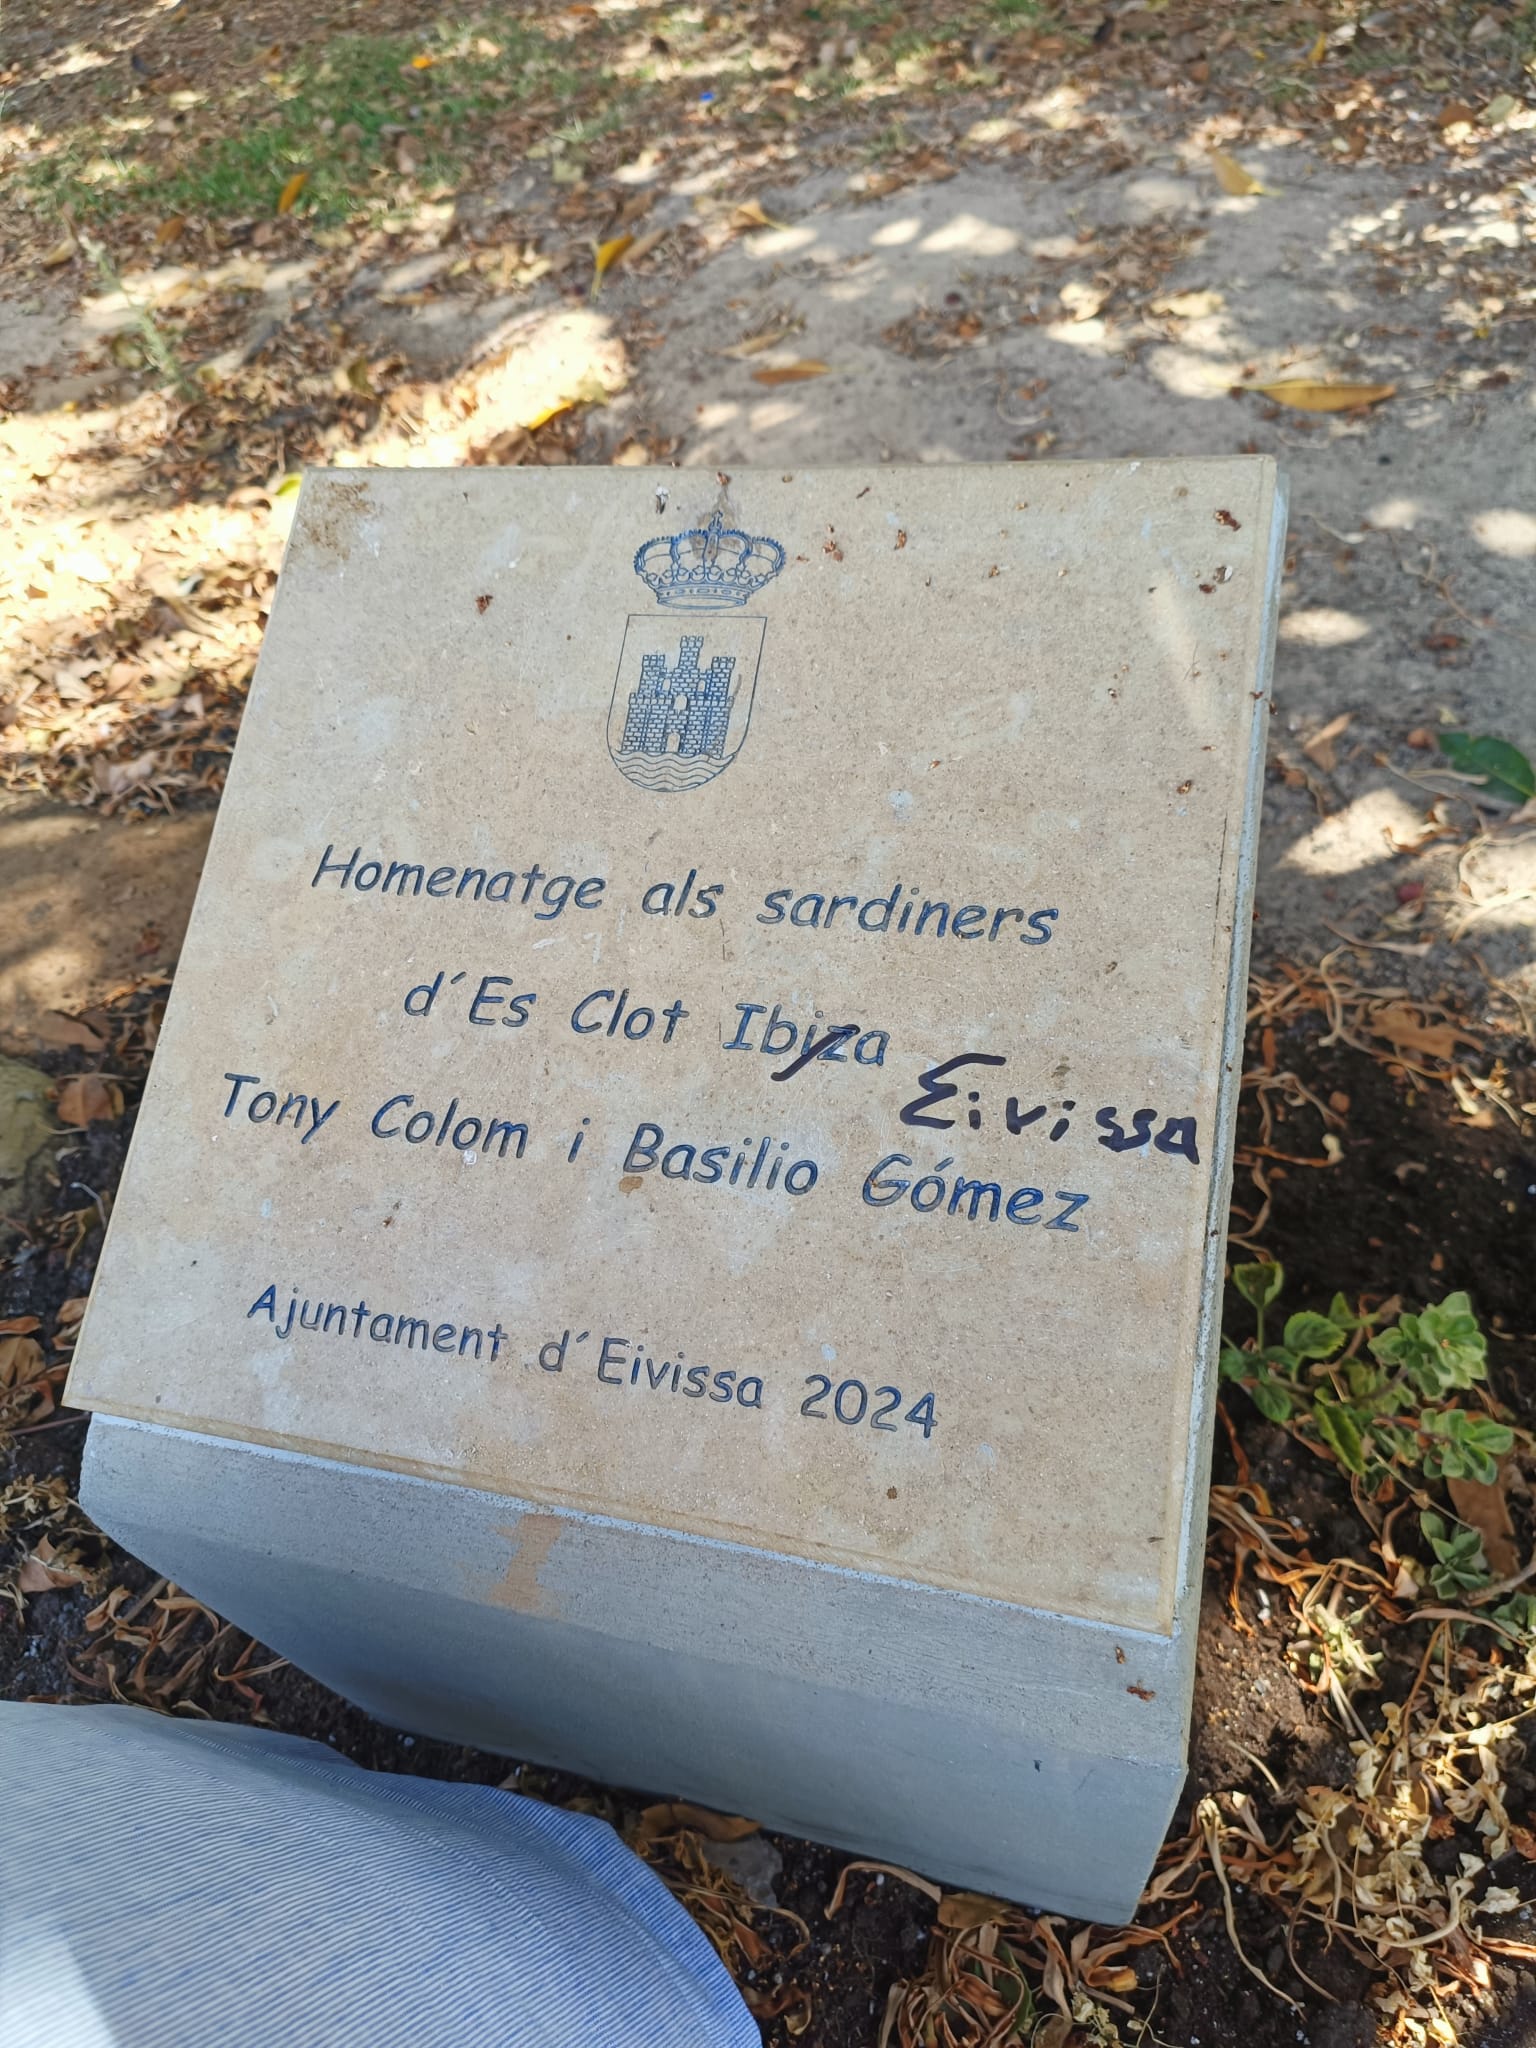 Homenatge als sardiners
d´Es Clot Ibiza Eivissa
Tony Colom i Basilio Gómez
Ajuntament d´Eivissa 2024